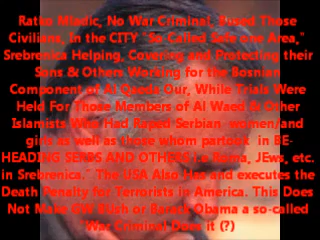 Ratko Mladic, No War Criminal. Bused Those
Civilians, In the CITY "So Called Safe one Area,"
Srebrenica Helping, Covering and Protecting their
Sons & Others Working for the Bosnian
Component of Al Qaeda Our, While Trials Were
Held For Those Members of Al Waed & Other
Islamists Who Had Raped Serbian women/and
girls as well as those whom partook in BE-
HEADING SERBS AND OTHERS i.e Roma, JEws, etc.
in Srebrenica." The USA Also Has and executes the
Death Penalty for Terrorists in America. This Does
Not Make GW BUsh or Barack Obama a so-called
"War Criminal Does it (?)